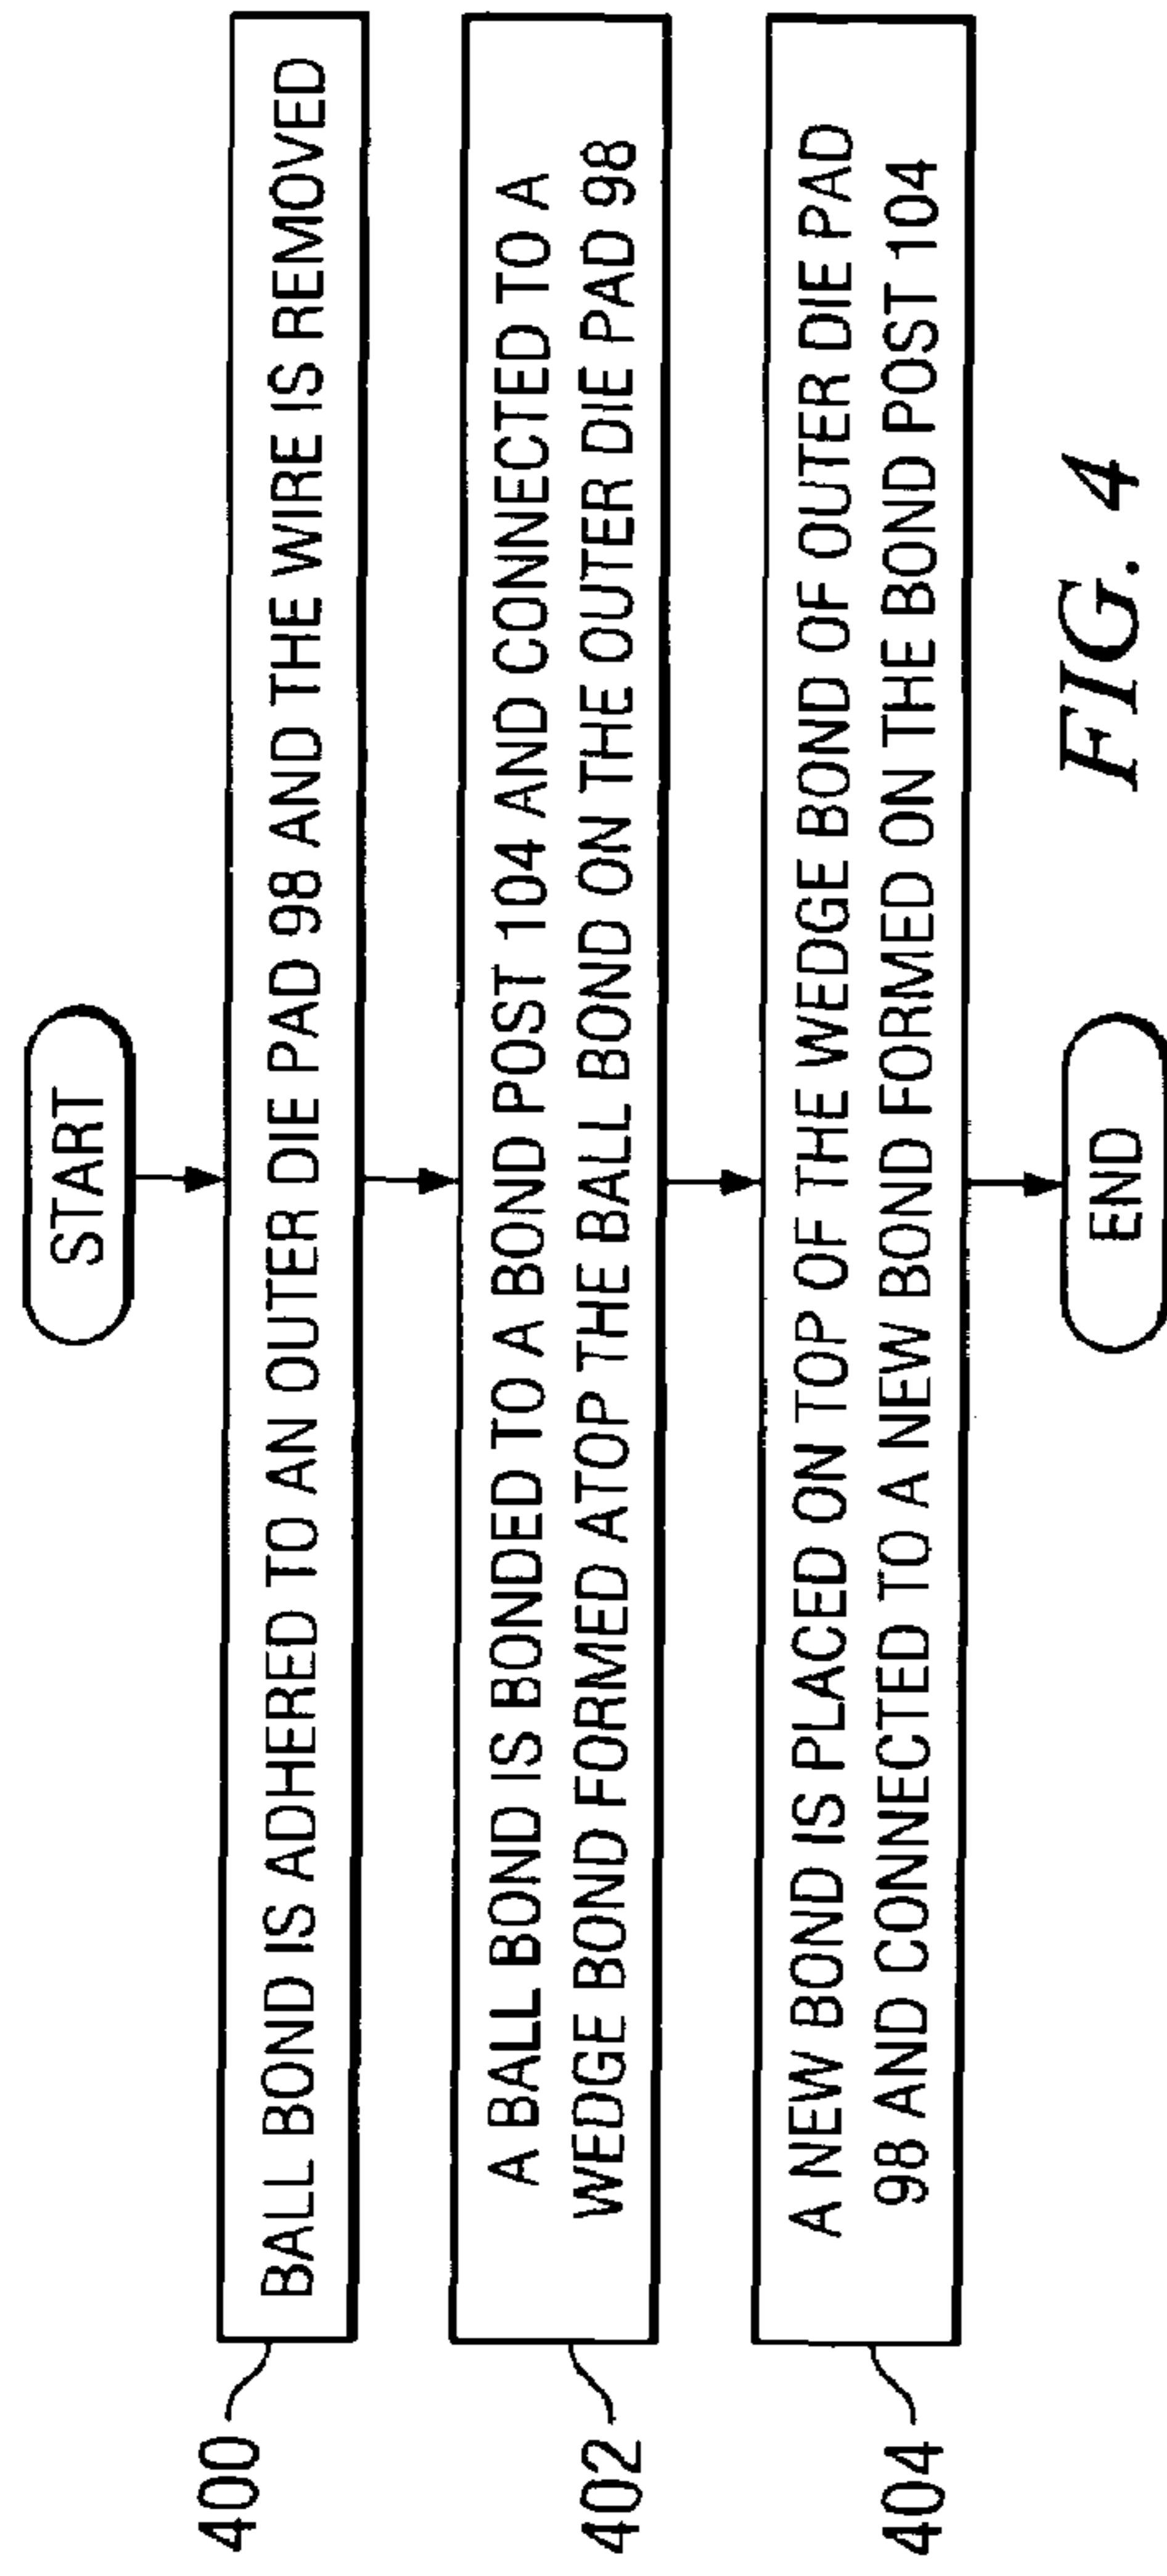 START
400
BALL BOND IS ADHERED TO AN OUTER DIE PAD 98 AND THE WIRE IS REMOVED
402
A BALL BOND IS BONDED TO A BOND POST 104 AND CONNECTED TO A
WEDGE BOND FORMED ATOP THE BALL BOND ON THE OUTER DIE PAD 98
404
A NEW BOND IS PLACED ON TOP OF THE WEDGE BOND OF OUTER DIE PAD
98 AND CONNECTED TO A NEW BOND FORMED ON THE BOND POST 104
END
FIG. 4